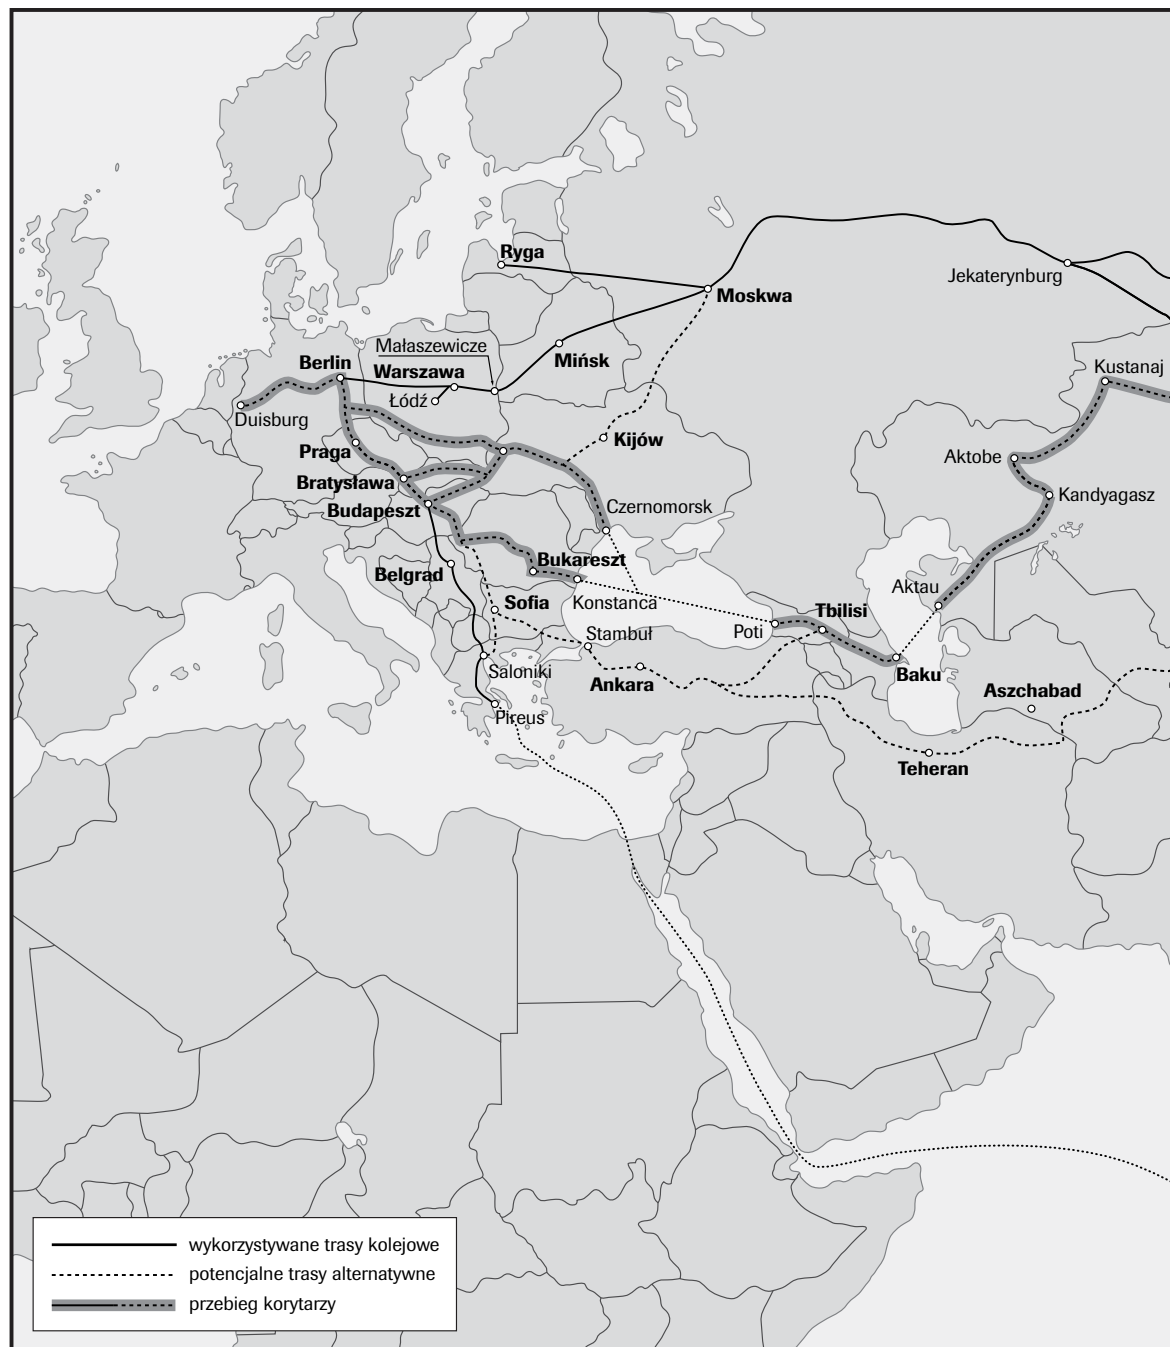 Ryga
Moskwa
Jekaterynburg
Małaszewicze
Mińsk
Berlin
Warszawa
Kustanaj
Łódź
Duisburg
Kijów
Praga
Aktobe
Bratysława
Kandyagasz
Budapeszt
Czernomorsk
Bukareszt
Belgrad
Aktau
Sofia
Konstanca
Tbilisi
Poti
Stambuł
Saloniki
Ankara
Baku
Aszchabad
Pireus
Teheran
wykorzystywane trasy kolejowe
potencjalne trasy alternatywne
przebieg korytarzy